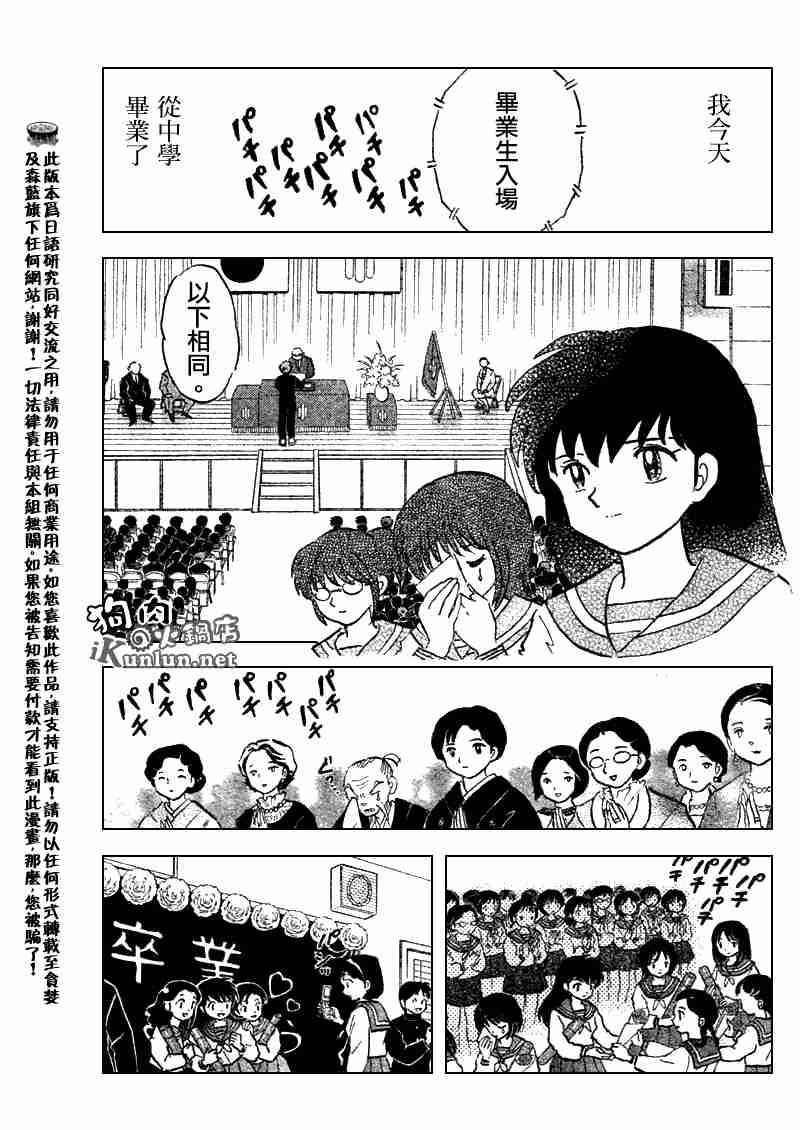 我今天
畢業生入場
パチ
パチ
パチ
パチ
パチ
パチ
パチ
從中學
畢業了
以下相同。
狗肉火鍋店
iKunlun.net
パチ
パチ
パチ
パチ
パチ
パチ
パチ
パチ
パチ
パチ
パチ
パチ
卒業
パチ
此版本爲日語研究同好交流之用，請勿用于任何商業用途。如您喜歡此作品，請支持正版！請勿以任何形式轉載至貪婪
及森藍旗下任何網站，謝謝！一切法律責任與本組無關。如果您被告知需要付款才能看到此漫畫，那麼，您被騙了！